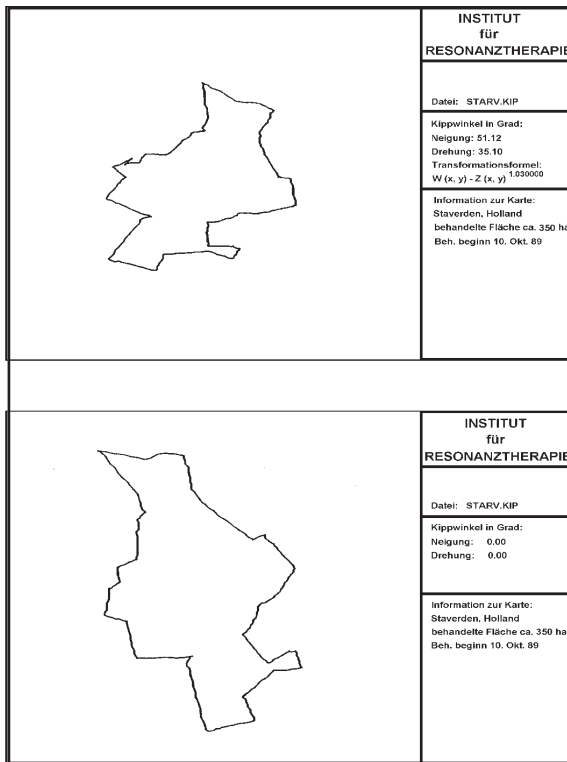 INSTITUT
für
RESONANZTHERAPIE
Datei: STARV.KIP
Kippwinkel in Grad:
Neigung: 51.12
Drehung: 35.10
Transformationsformel:
W (x, y) - Z (x, y) 1.030000
Information zur Karte:
Staverden, Holland
behandelte Fläche ca. 350 ha
Beh. beginn 10. Okt. 89
INSTITUT
für
RESONANZTHERAPIE
Datei: STARV.KIP
Kippwinkel in Grad:
Neigung: 0.00
Drehung: 0.00
Information zur Karte:
Staverden, Holland
behandelte Fläche ca. 350 ha
Beh. beginn 10. Okt. 89